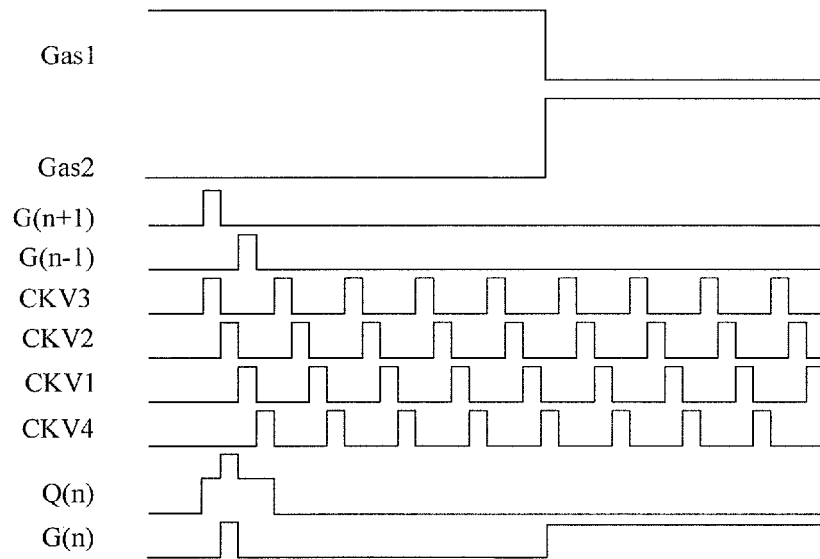 Gas1
Gas2
G(n+1)
G(n-1)
CKV3
CKV2
CKV1
CKV4
Q(n)
G(n)